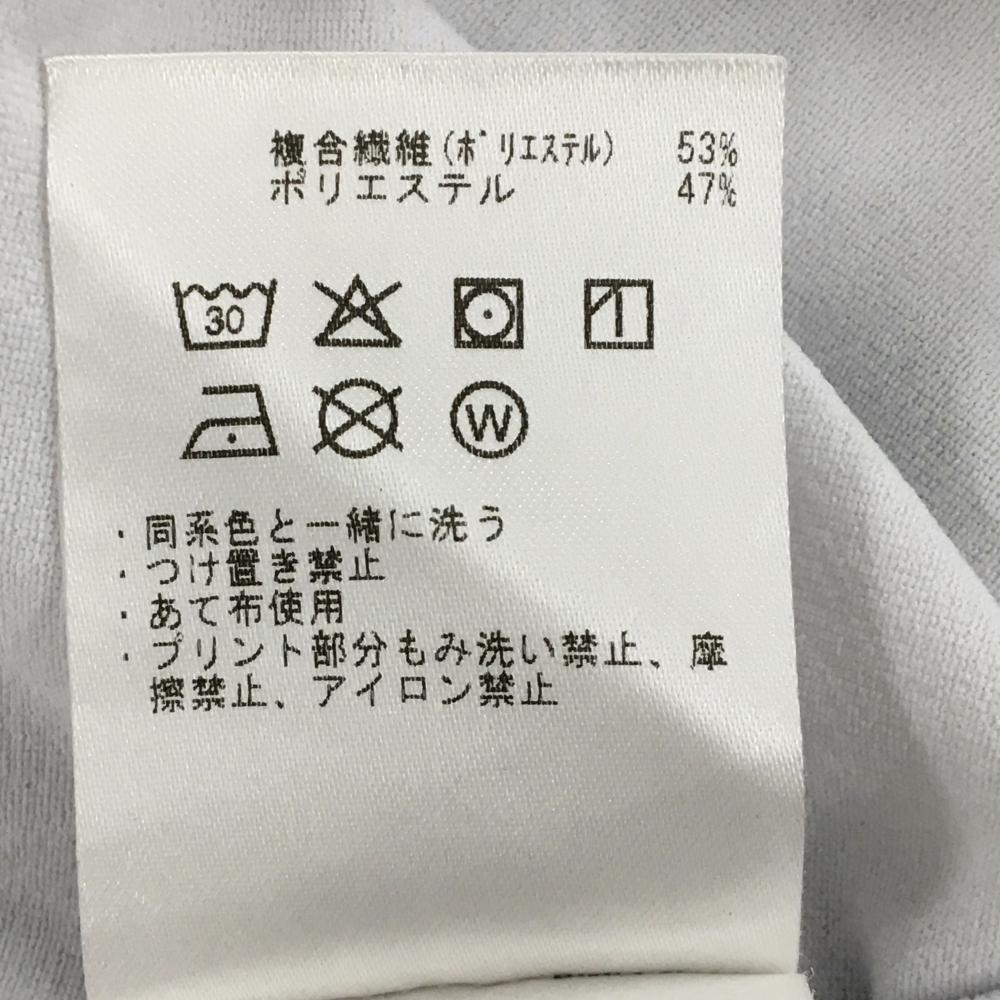 複合繊維(ポリエステル) 53%
ポリエステル 47%
30
W
・同系色と一緒に洗う
・つけ置き禁止
・あて布使用
・プリント部分もみ洗い禁止、摩
擦禁止、アイロン禁止